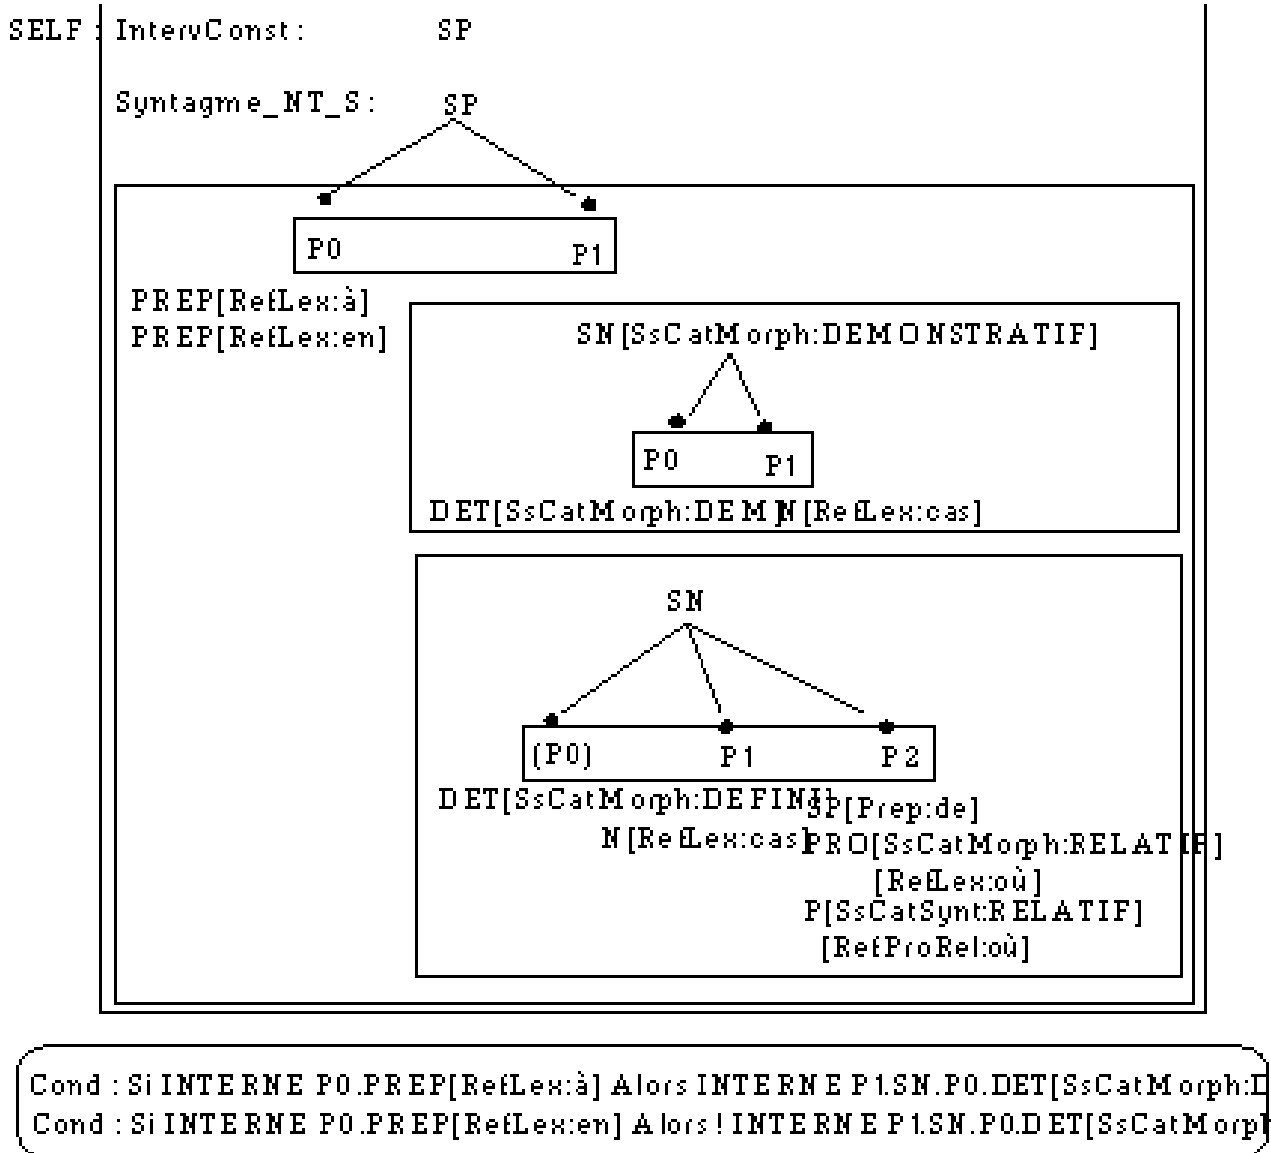 SELF : IntervConst : SP
Syntagme_NT_S : SP
P0 P1
PREP[RefLex:à]
PREP[RefLex:en]
SN[SsCatMorph:DEMONSTRATIF]
P0 P1
DET[SsCatMorph:DEM] N[RefLex:cas]
SN
(P0) P1 P2
DET[SsCatMorph:DEFINI]
SP[Prep:de]
N[RefLex:cas]
PRO[SsCatMorph:RELATIF]
[RefLex:où]
P[SsCatSynt:RELATIF]
[RefProRel:où]
Cond : Si INTERNE P0.PREP[RefLex:à] Alors INTERNE P1.SN.P0.DET[SsCatMorph:D
Cond : Si INTERNE P0.PREP[RefLex:en] Alors ! INTERNE P1.SN.P0.DET[SsCatMorph